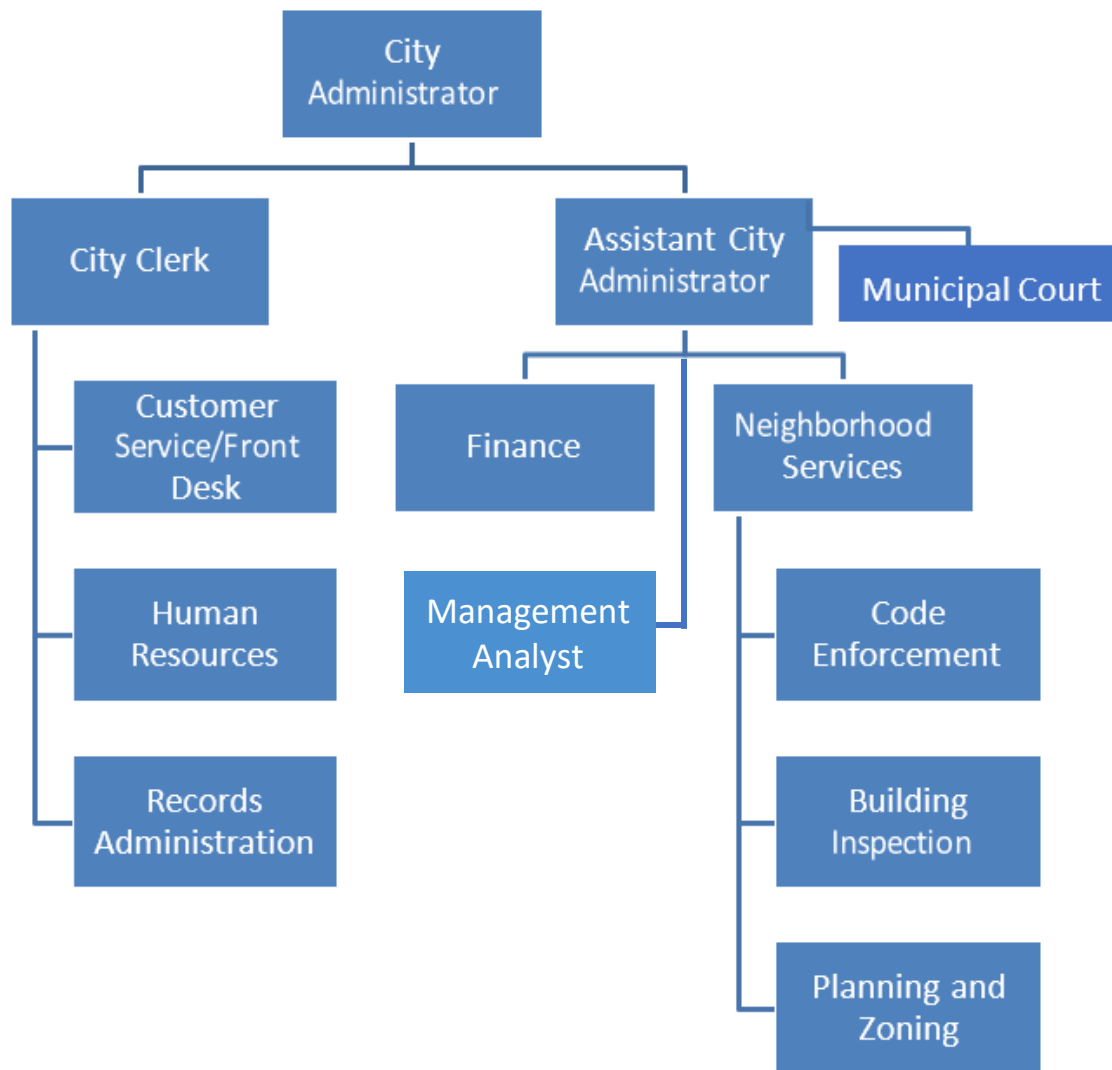 City
Administrator
City Clerk
Assistant City
Administrator
Municipal Court
Customer
Service/Front
Desk
Finance
Neighborhood
Services
Human
Resources
Management
Analyst
Code
Enforcement
Records
Administration
Building
Inspection
Planning and
Zoning